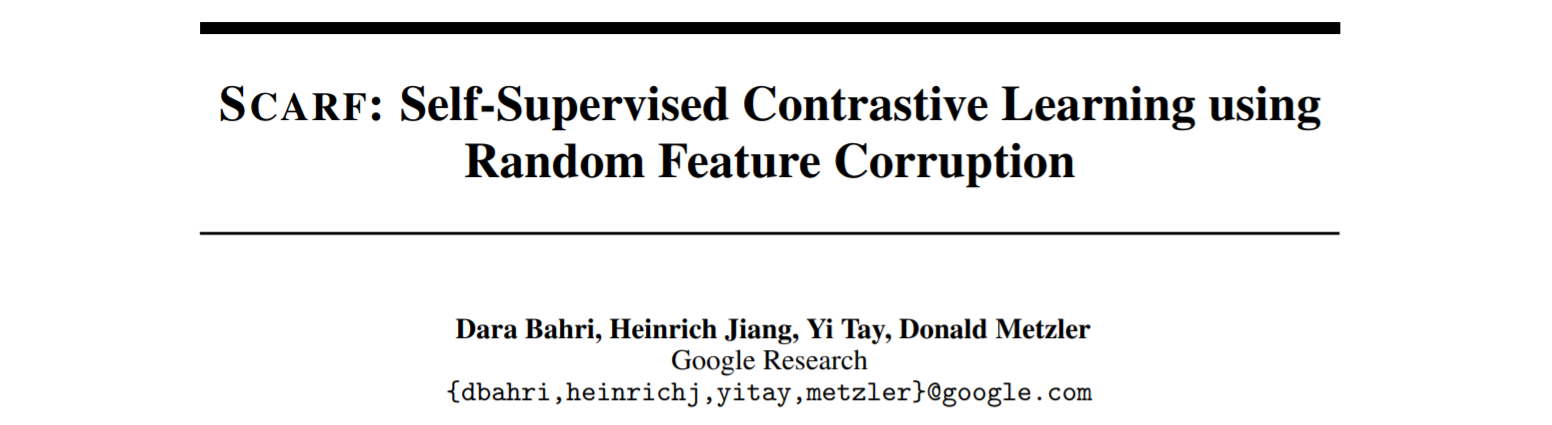 SCARF: Self-Supervised Contrastive Learning using
Random Feature Corruption
Dara Bahri, Heinrich Jiang, Yi Tay, Donald Metzler
Google Research
{dbahri,heinrichj,yitay,metzler}@google.com